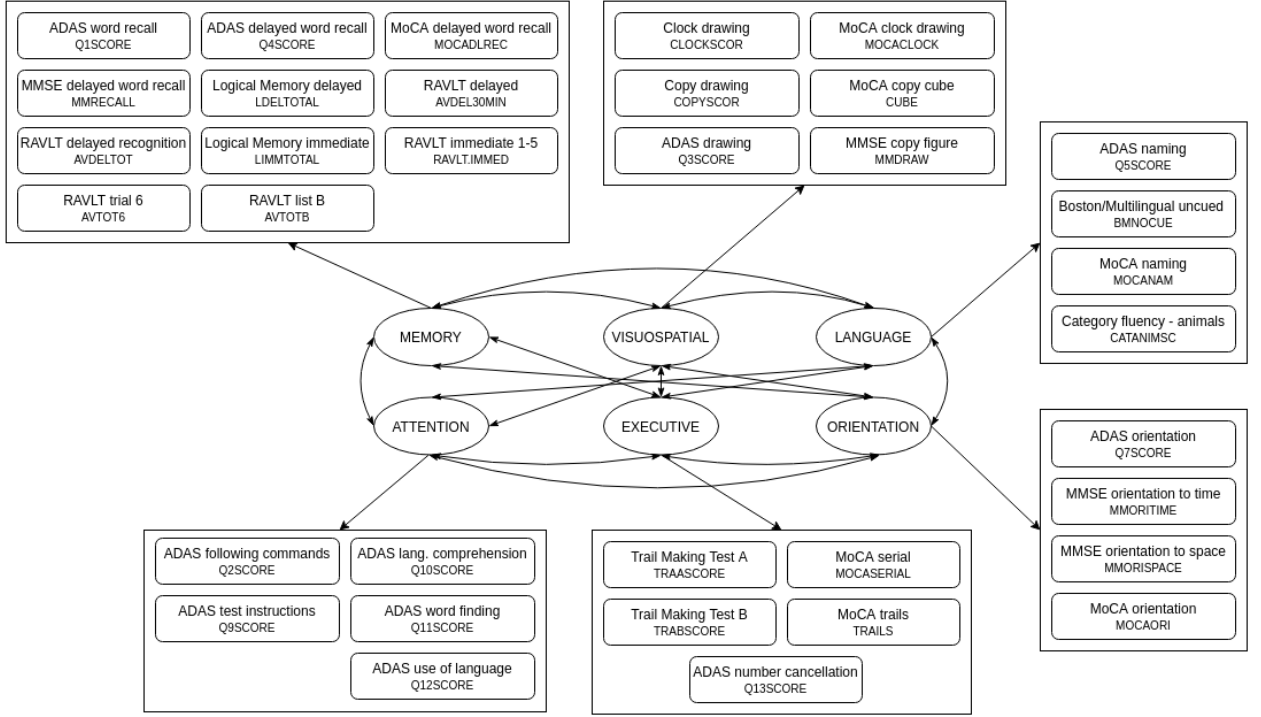 ADAS word recall
Q1SCORE
ADAS delayed word recall
Q4SCORE
MoCA delayed word recall
MOCADLREC
MMSE delayed word recall
MMRECALL
Logical Memory delayed
LDELTOTAL
RAVLT delayed
AVDEL30MIN
RAVLT delayed recognition
AVDELTOT
Logical Memory immediate
LIMMTOTAL
RAVLT immediate 1-5
RAVLT.IMMED
RAVLT trial 6
AVTOT6
RAVLT list B
AVTOTB
Clock drawing
CLOCKSCOR
MoCA clock drawing
MOCACLOCK
Copy drawing
COPYSCOR
MoCA copy cube
CUBE
ADAS drawing
Q3SCORE
MMSE copy figure
MMDRAW
ADAS naming
Q5SCORE
Boston/Multilingual uncued
BMNOCUE
MoCA naming
MOCANAM
Category fluency - animals
CATANIMSC
MEMORY
VISUOSPATIAL
LANGUAGE
ATTENTION
EXECUTIVE
ORIENTATION
ADAS orientation
Q7SCORE
MMSE orientation to time
MMORITIME
MMSE orientation to space
MMORISPACE
MoCA orientation
MOCAORI
ADAS following commands
Q2SCORE
ADAS lang. comprehension
Q10SCORE
ADAS test instructions
Q9SCORE
ADAS word finding
Q11SCORE
ADAS use of language
Q12SCORE
Trail Making Test A
TRAASCORE
MoCA serial
MOCASERIAL
Trail Making Test B
TRABSCORE
MoCA trails
TRAILS
ADAS number cancellation
Q13SCORE